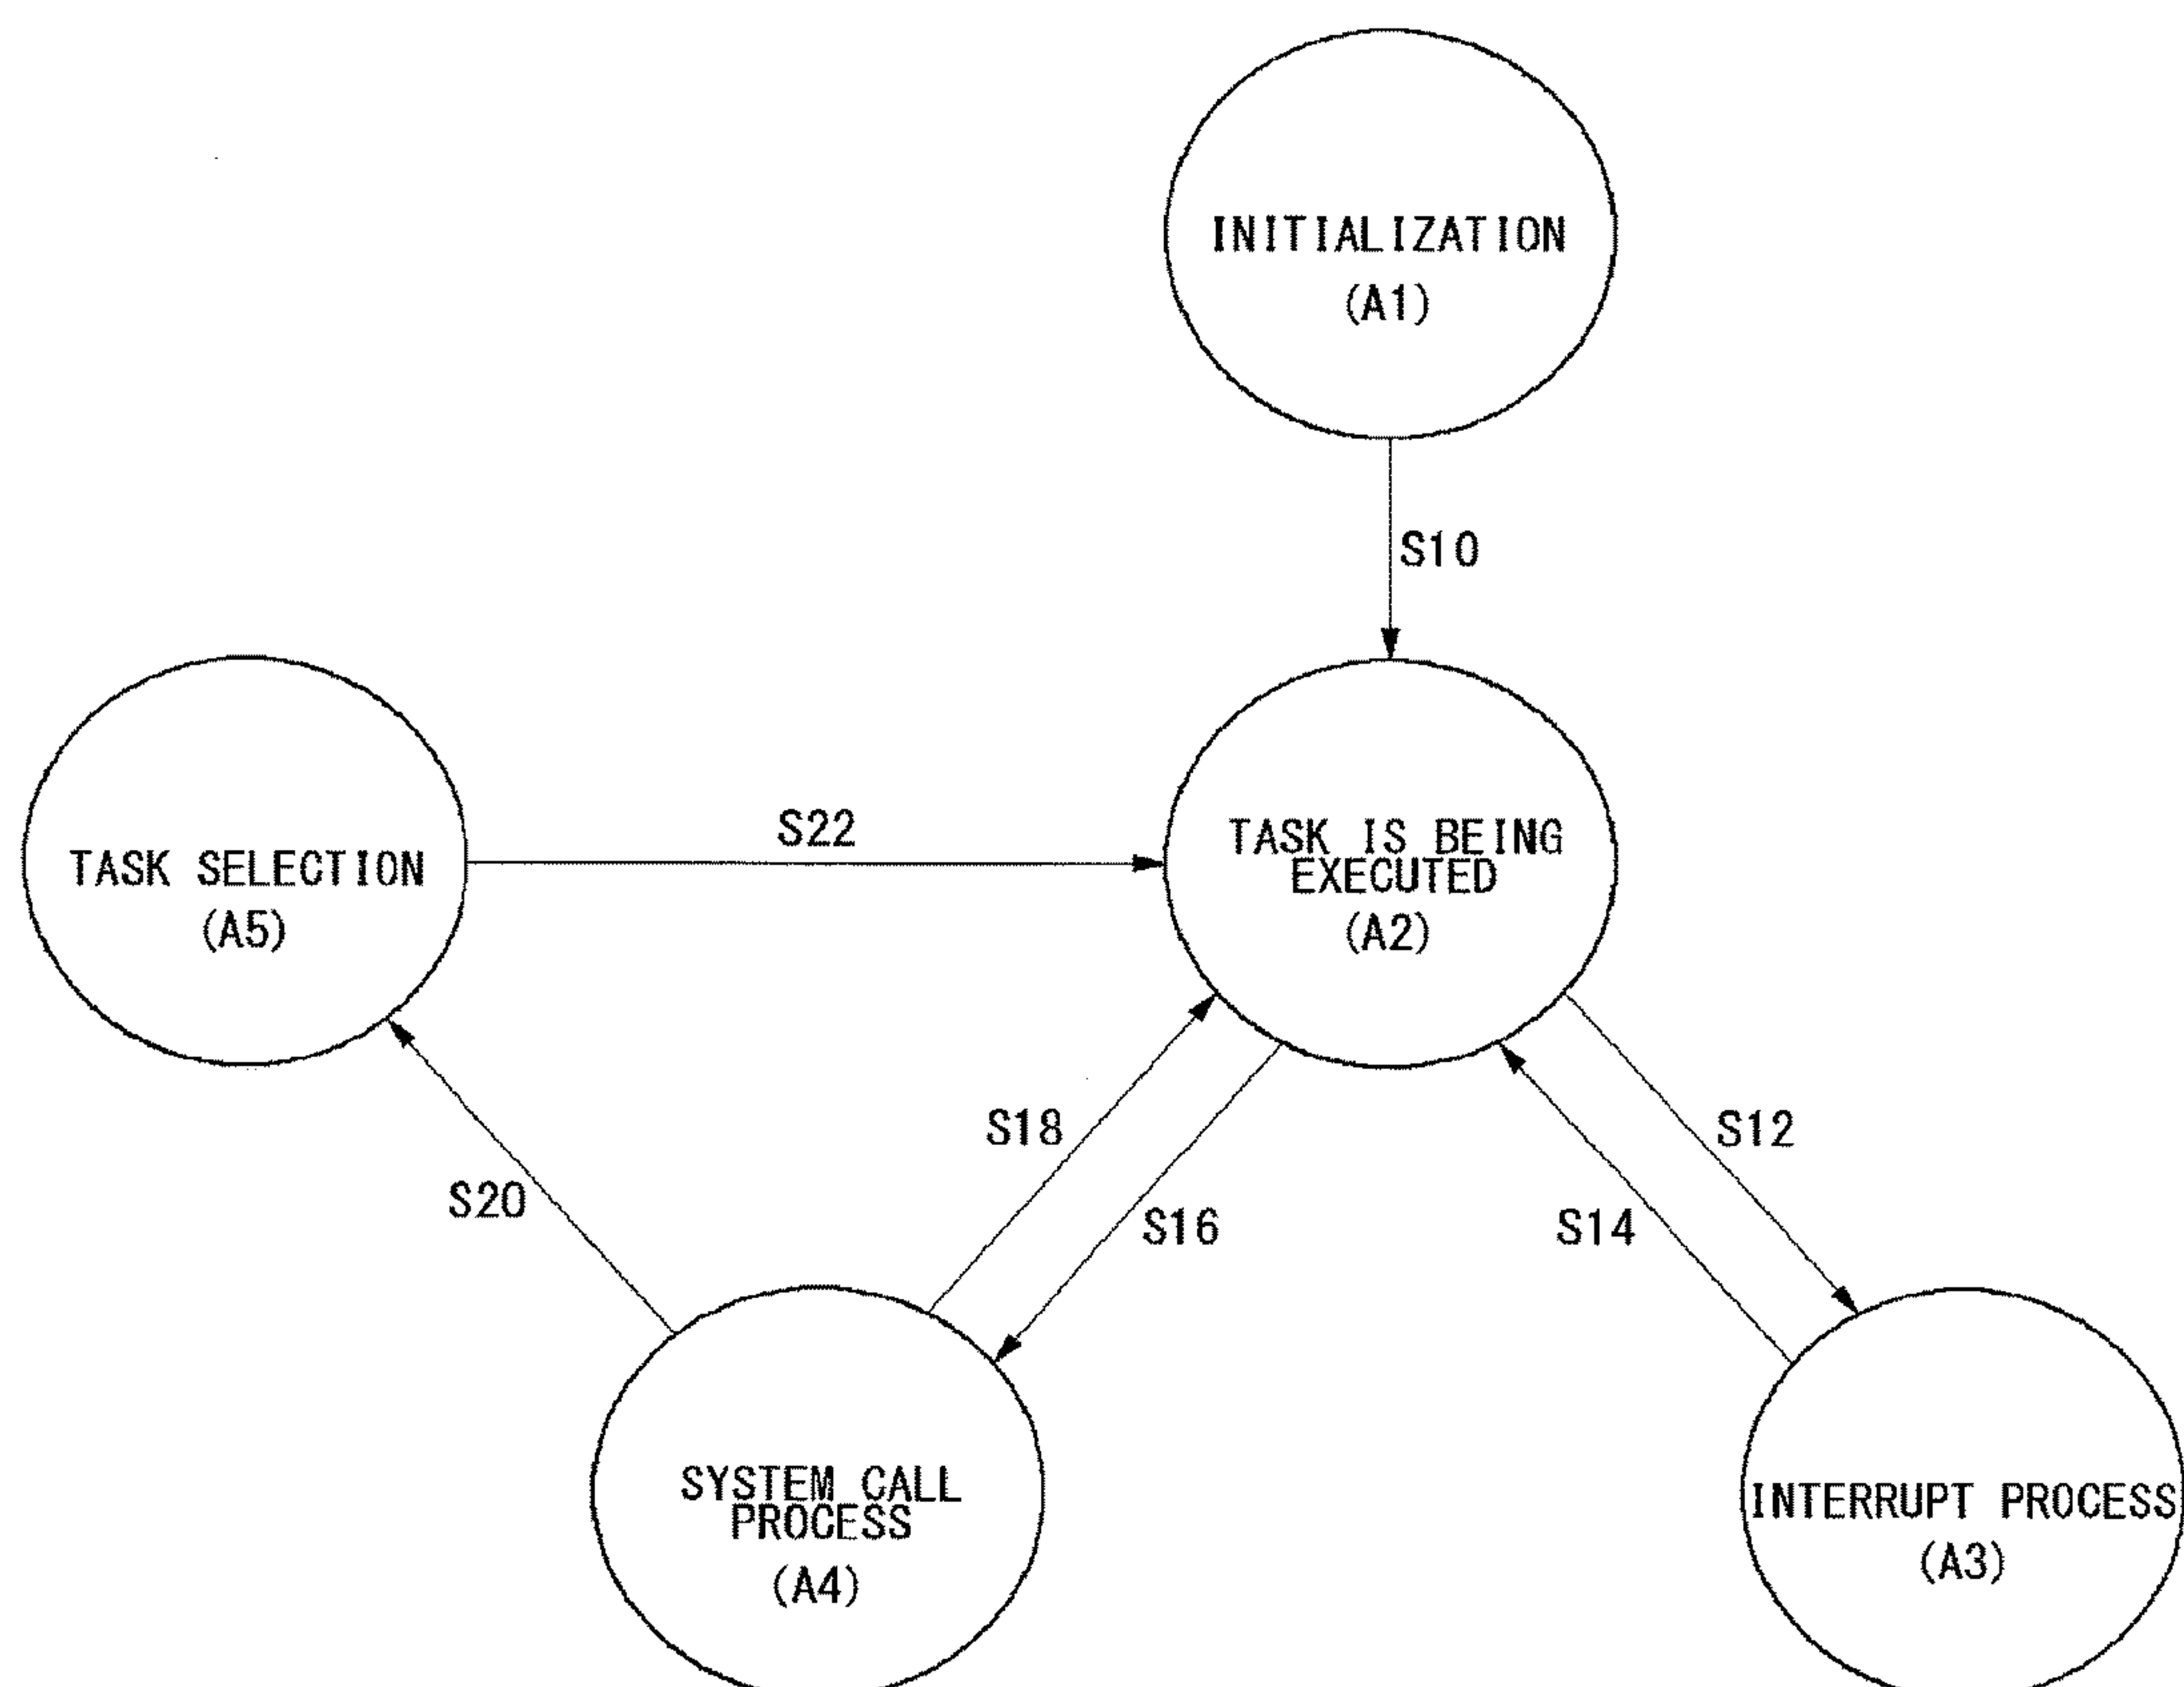 INITIALIZATION
(A1)
S10
S22
TASK IS BEING
EXECUTED
(A2)
TASK SELECTION
(A5)
S18
S12
S20
S16
S14
SYSTEM CALL
PROCESS
(A4)
INTERRUPT PROCESS
(A3)